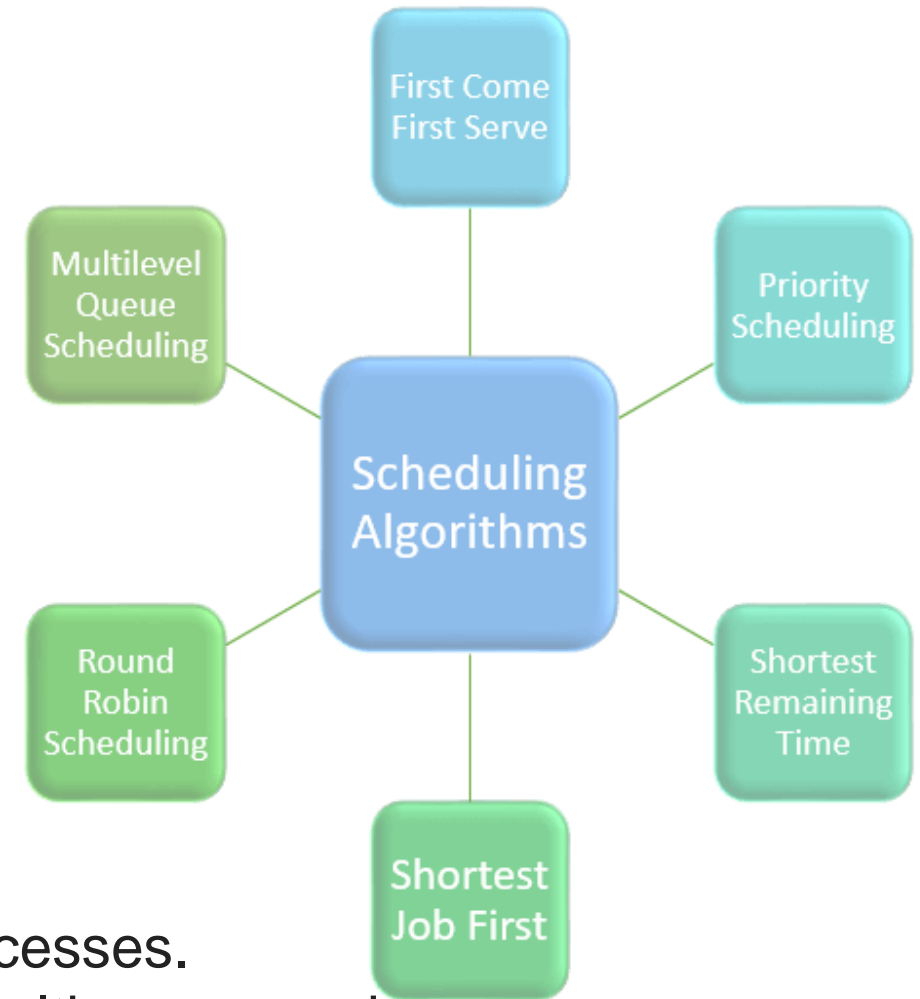 First Come
First Serve
Multilevel
Queue
Scheduling
Priority
Scheduling
Scheduling
Algorithms
Round
Robin
Scheduling
Shortest
Remaining
Time
Shortest
Job First
cesses.